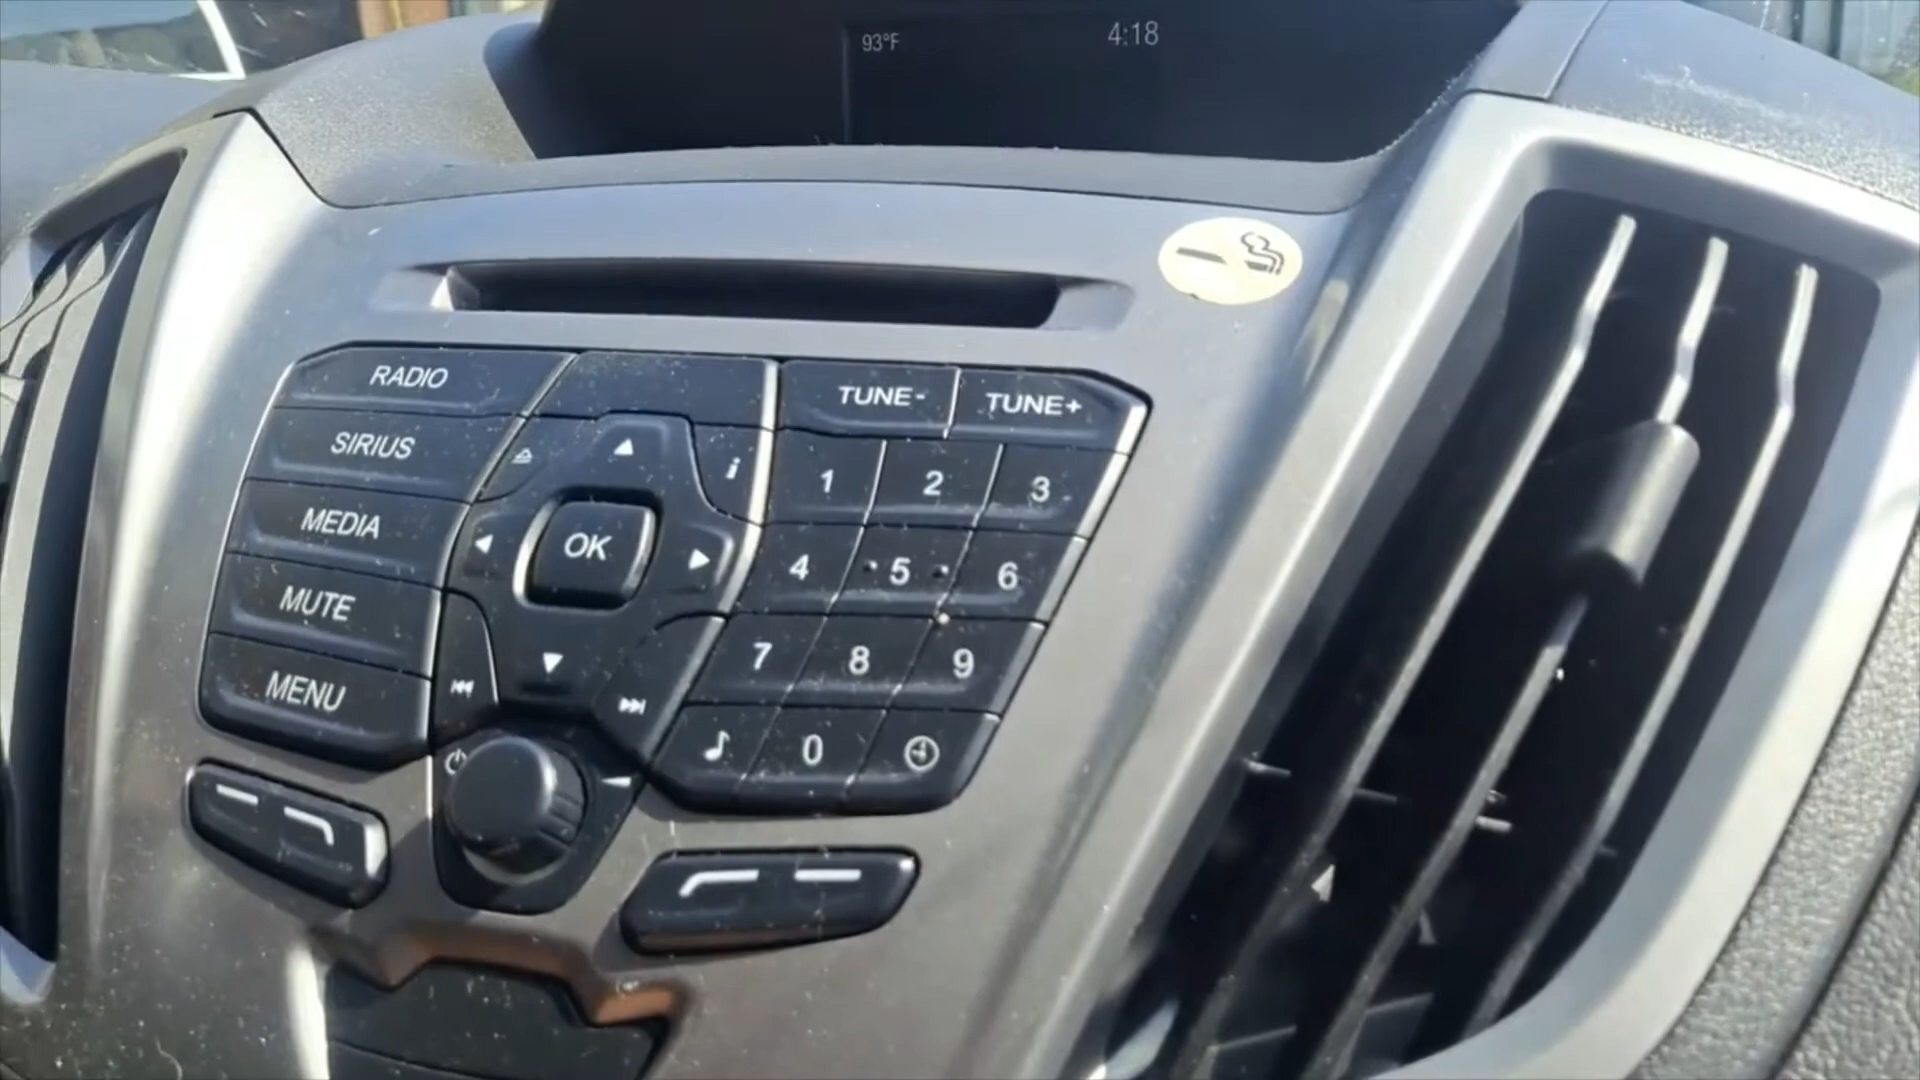 93°F 4:18
RADIO
TUNE- TUNE+
SIRIUS
i
1 2 3
MEDIA
OK
4 5 6
MUTE
7 8 9
MENU
0